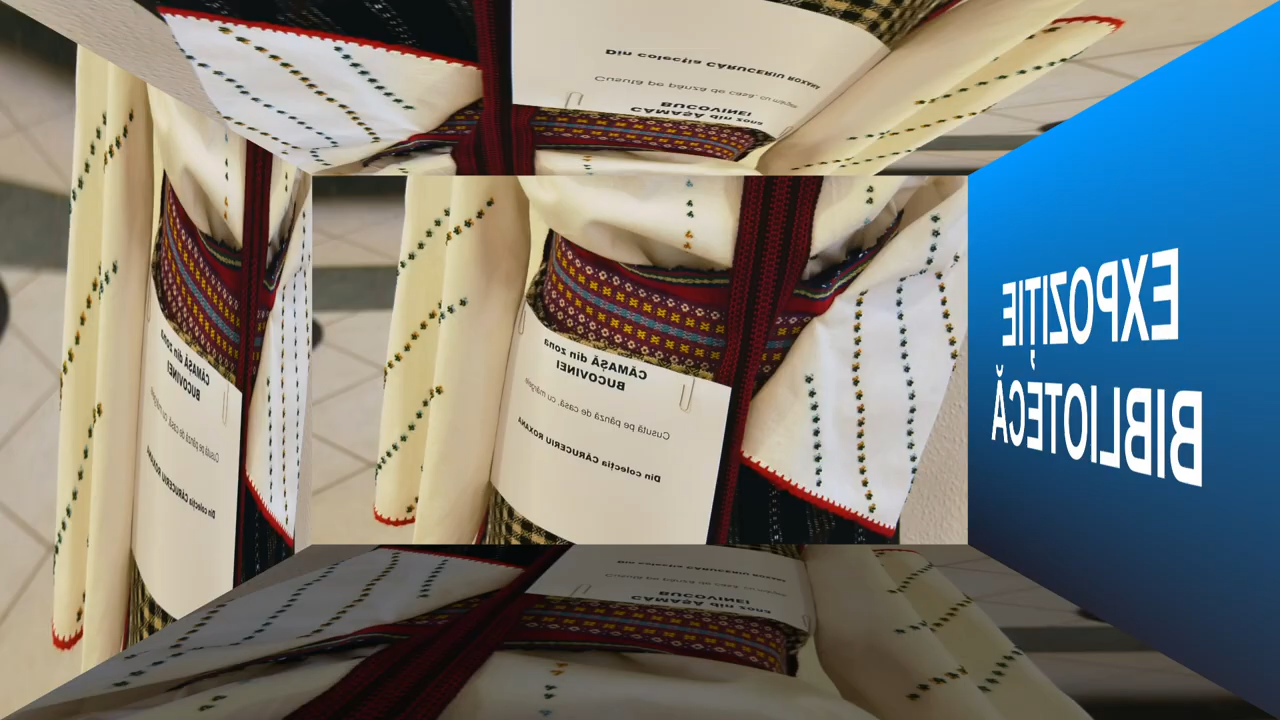 CĂMAȘĂ din zona
BUCOVINEI
Cusută pe pânză de casă, cu mărgele
Din colecția CĂRUCERIU ROXANA
EXPOZIȚIE
BIBLIOTECĂ